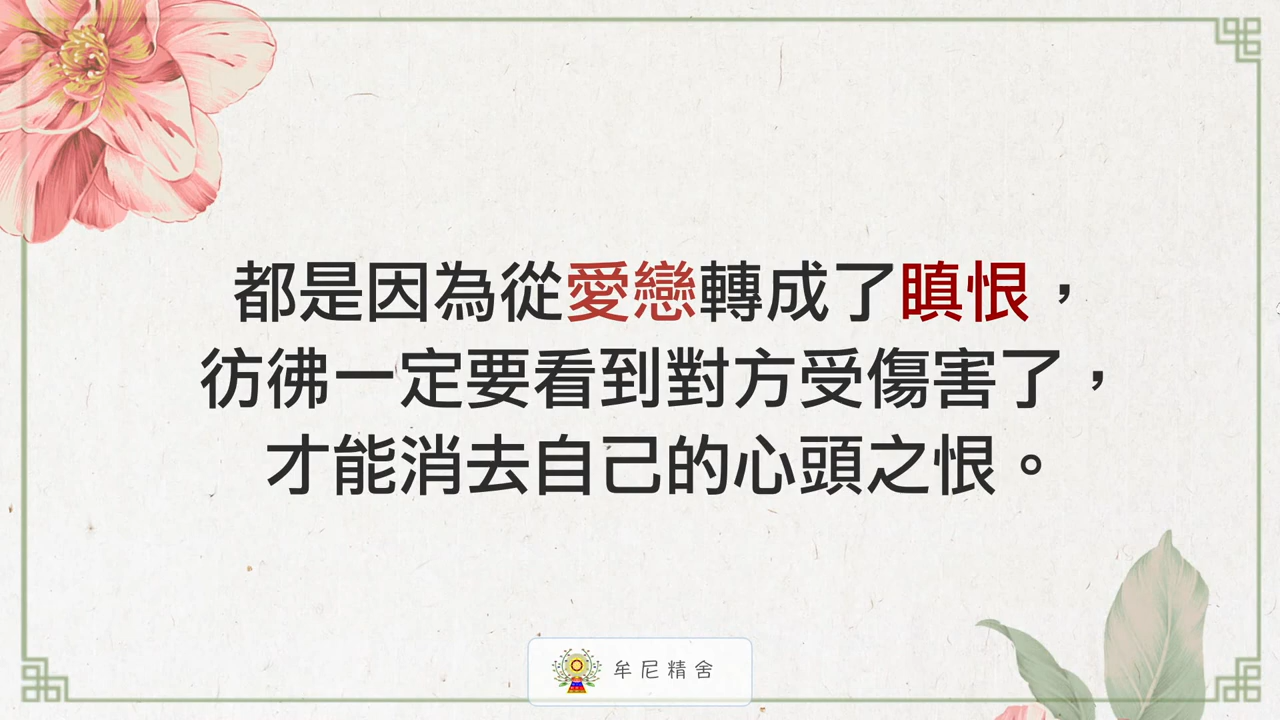 都是因為從愛戀轉成了瞋恨，
彷彿一定要看到對方受傷害了，
才能消去自己的心頭之恨。
牟尼精舍